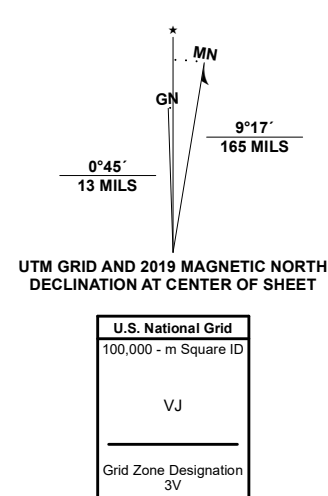 ★
MN
GN
9°17´
165 MILS
0°45´
13 MILS
UTM GRID AND 2019 MAGNETIC NORTH
DECLINATION AT CENTER OF SHEET
U.S. National Grid
100,000 - m Square ID
VJ
Grid Zone Designation
3V